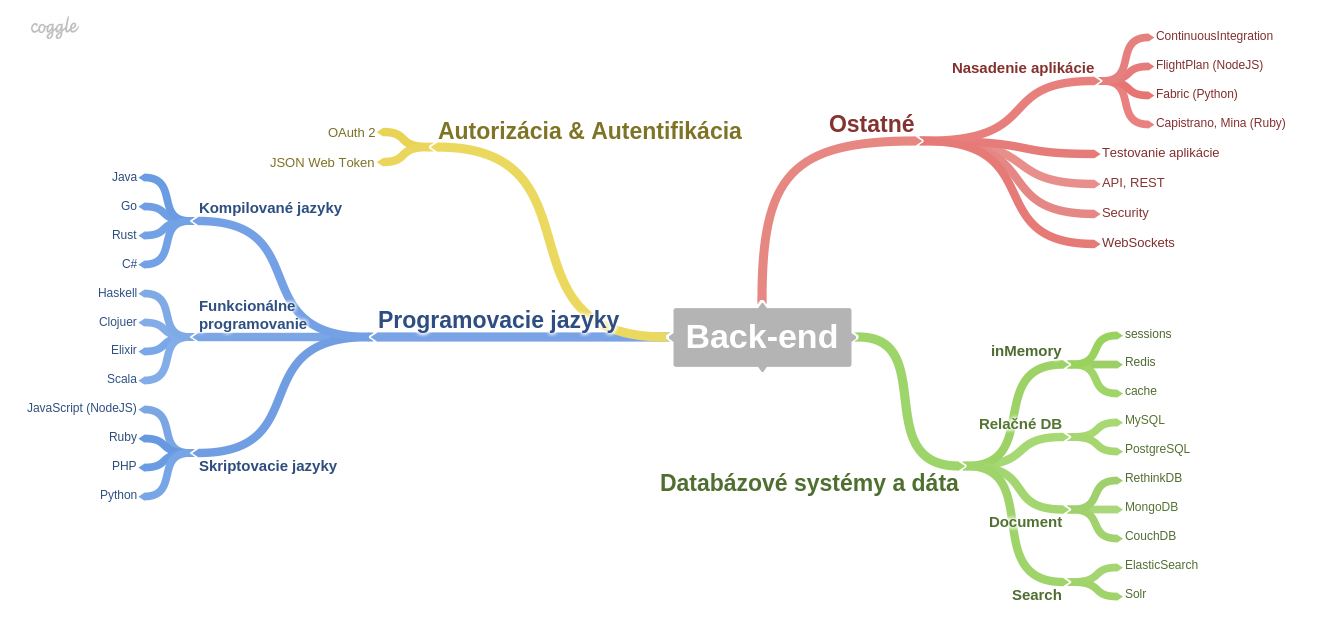 coggle
Back-end
Autorizácia & Autentifikácia
OAuth 2
JSON Web Token
Programovacie jazyky
Kompilované jazyky
Java
Go
Rust
C#
Funkcionálne
programovanie
Haskell
Clojuer
Elixir
Scala
Skriptovacie jazyky
JavaScript (NodeJS)
Ruby
PHP
Python
Ostatné
Nasadenie aplikácie
ContinuousIntegration
FlightPlan (NodeJS)
Fabric (Python)
Capistrano, Mina (Ruby)
Testovanie aplikácie
API, REST
Security
WebSockets
Databázové systémy a dáta
inMemory
sessions
Redis
cache
Relačné DB
MySQL
PostgreSQL
Document
RethinkDB
MongoDB
CouchDB
Search
ElasticSearch
Solr